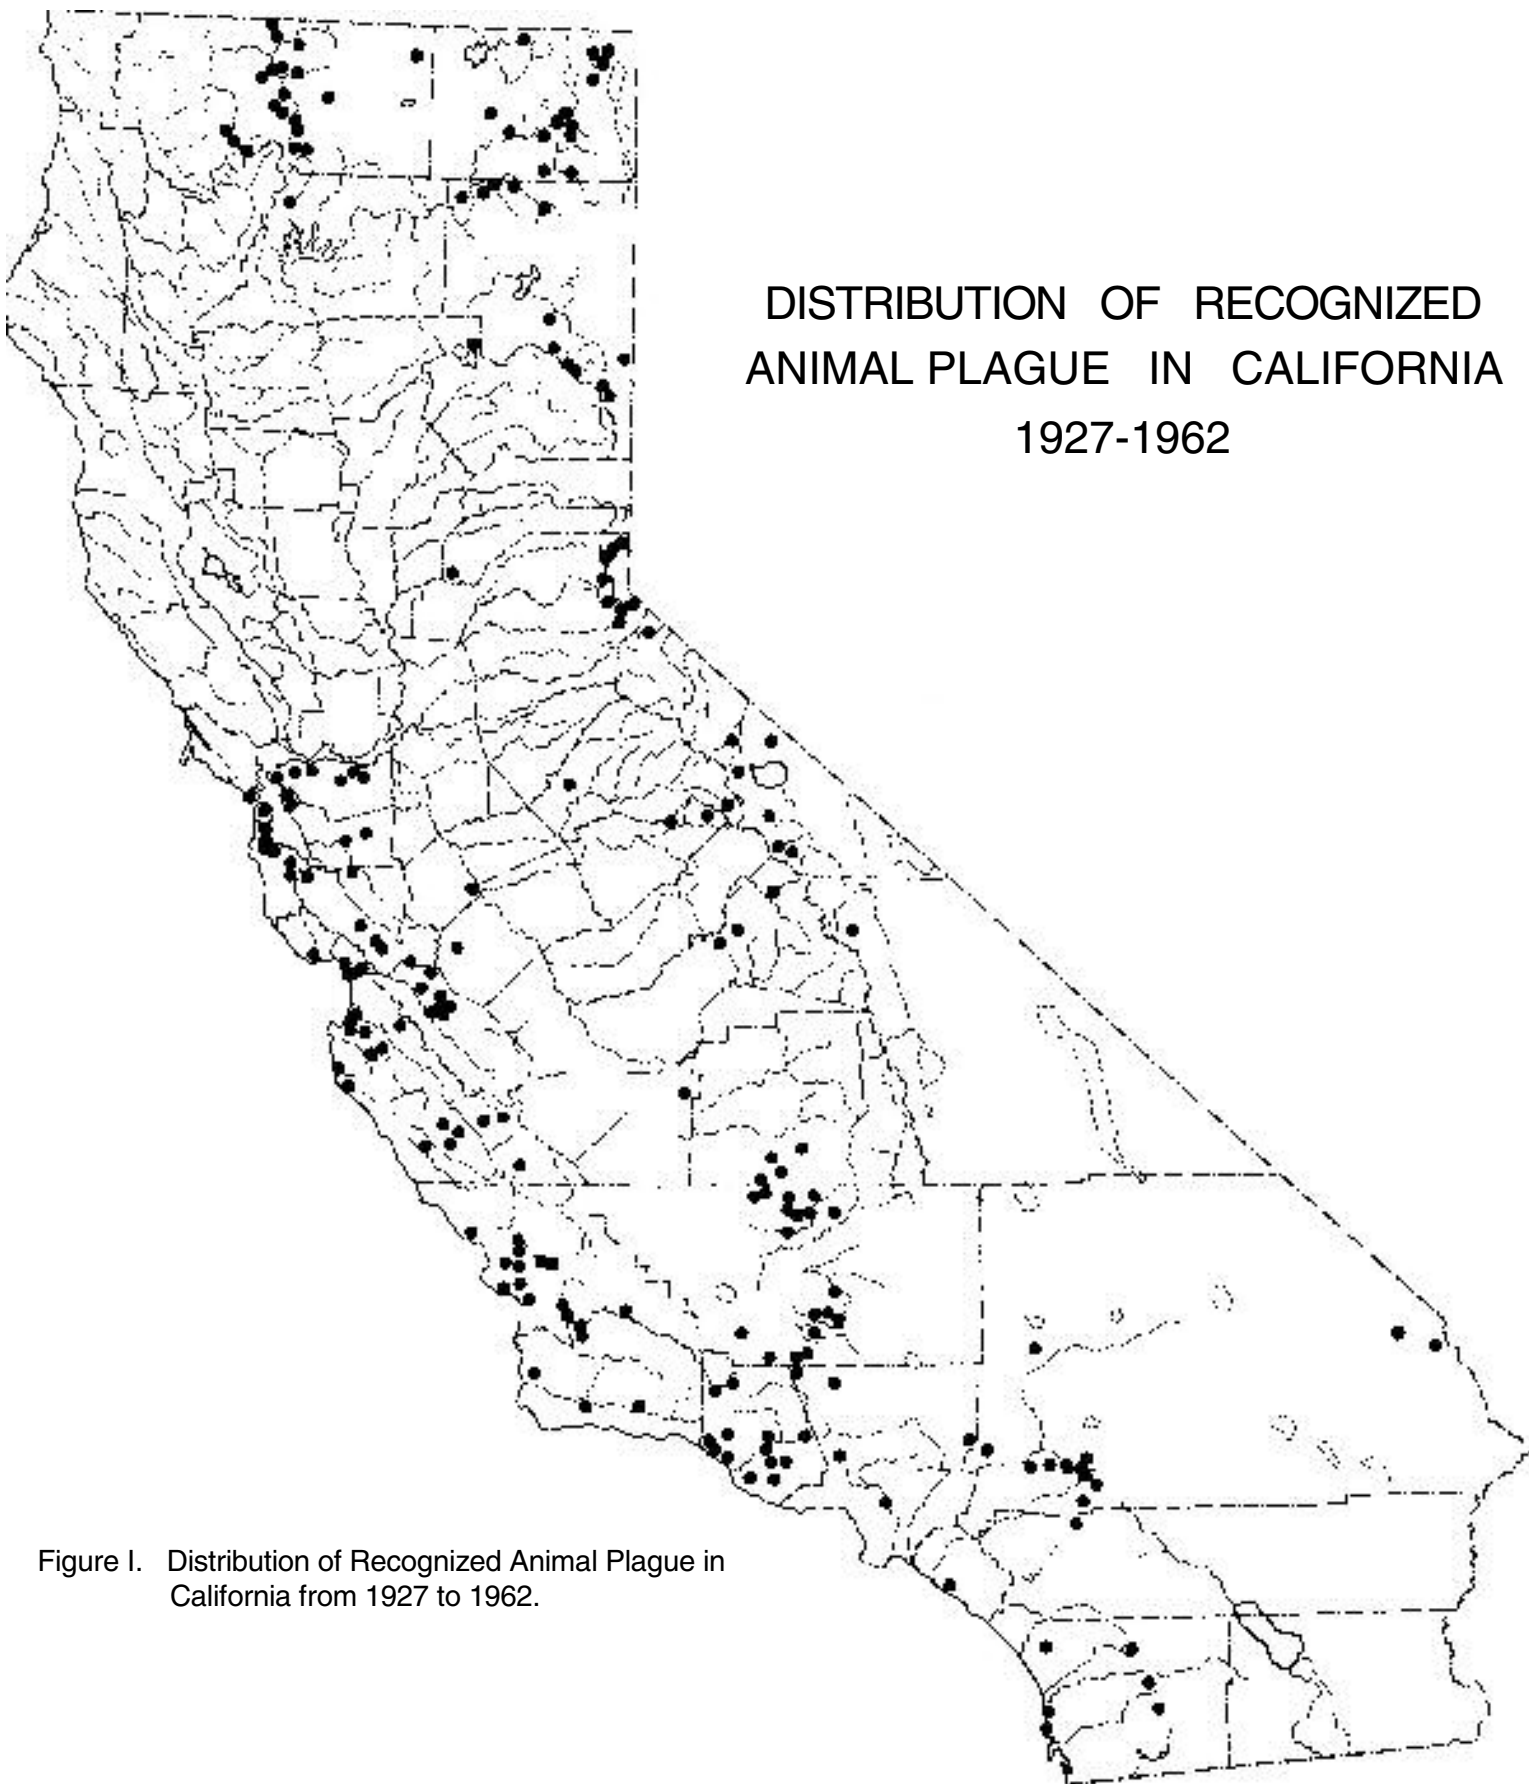 DISTRIBUTION OF RECOGNIZED
ANIMAL PLAGUE IN CALIFORNIA
1927-1962
Figure I. Distribution of Recognized Animal Plague in
California from 1927 to 1962.